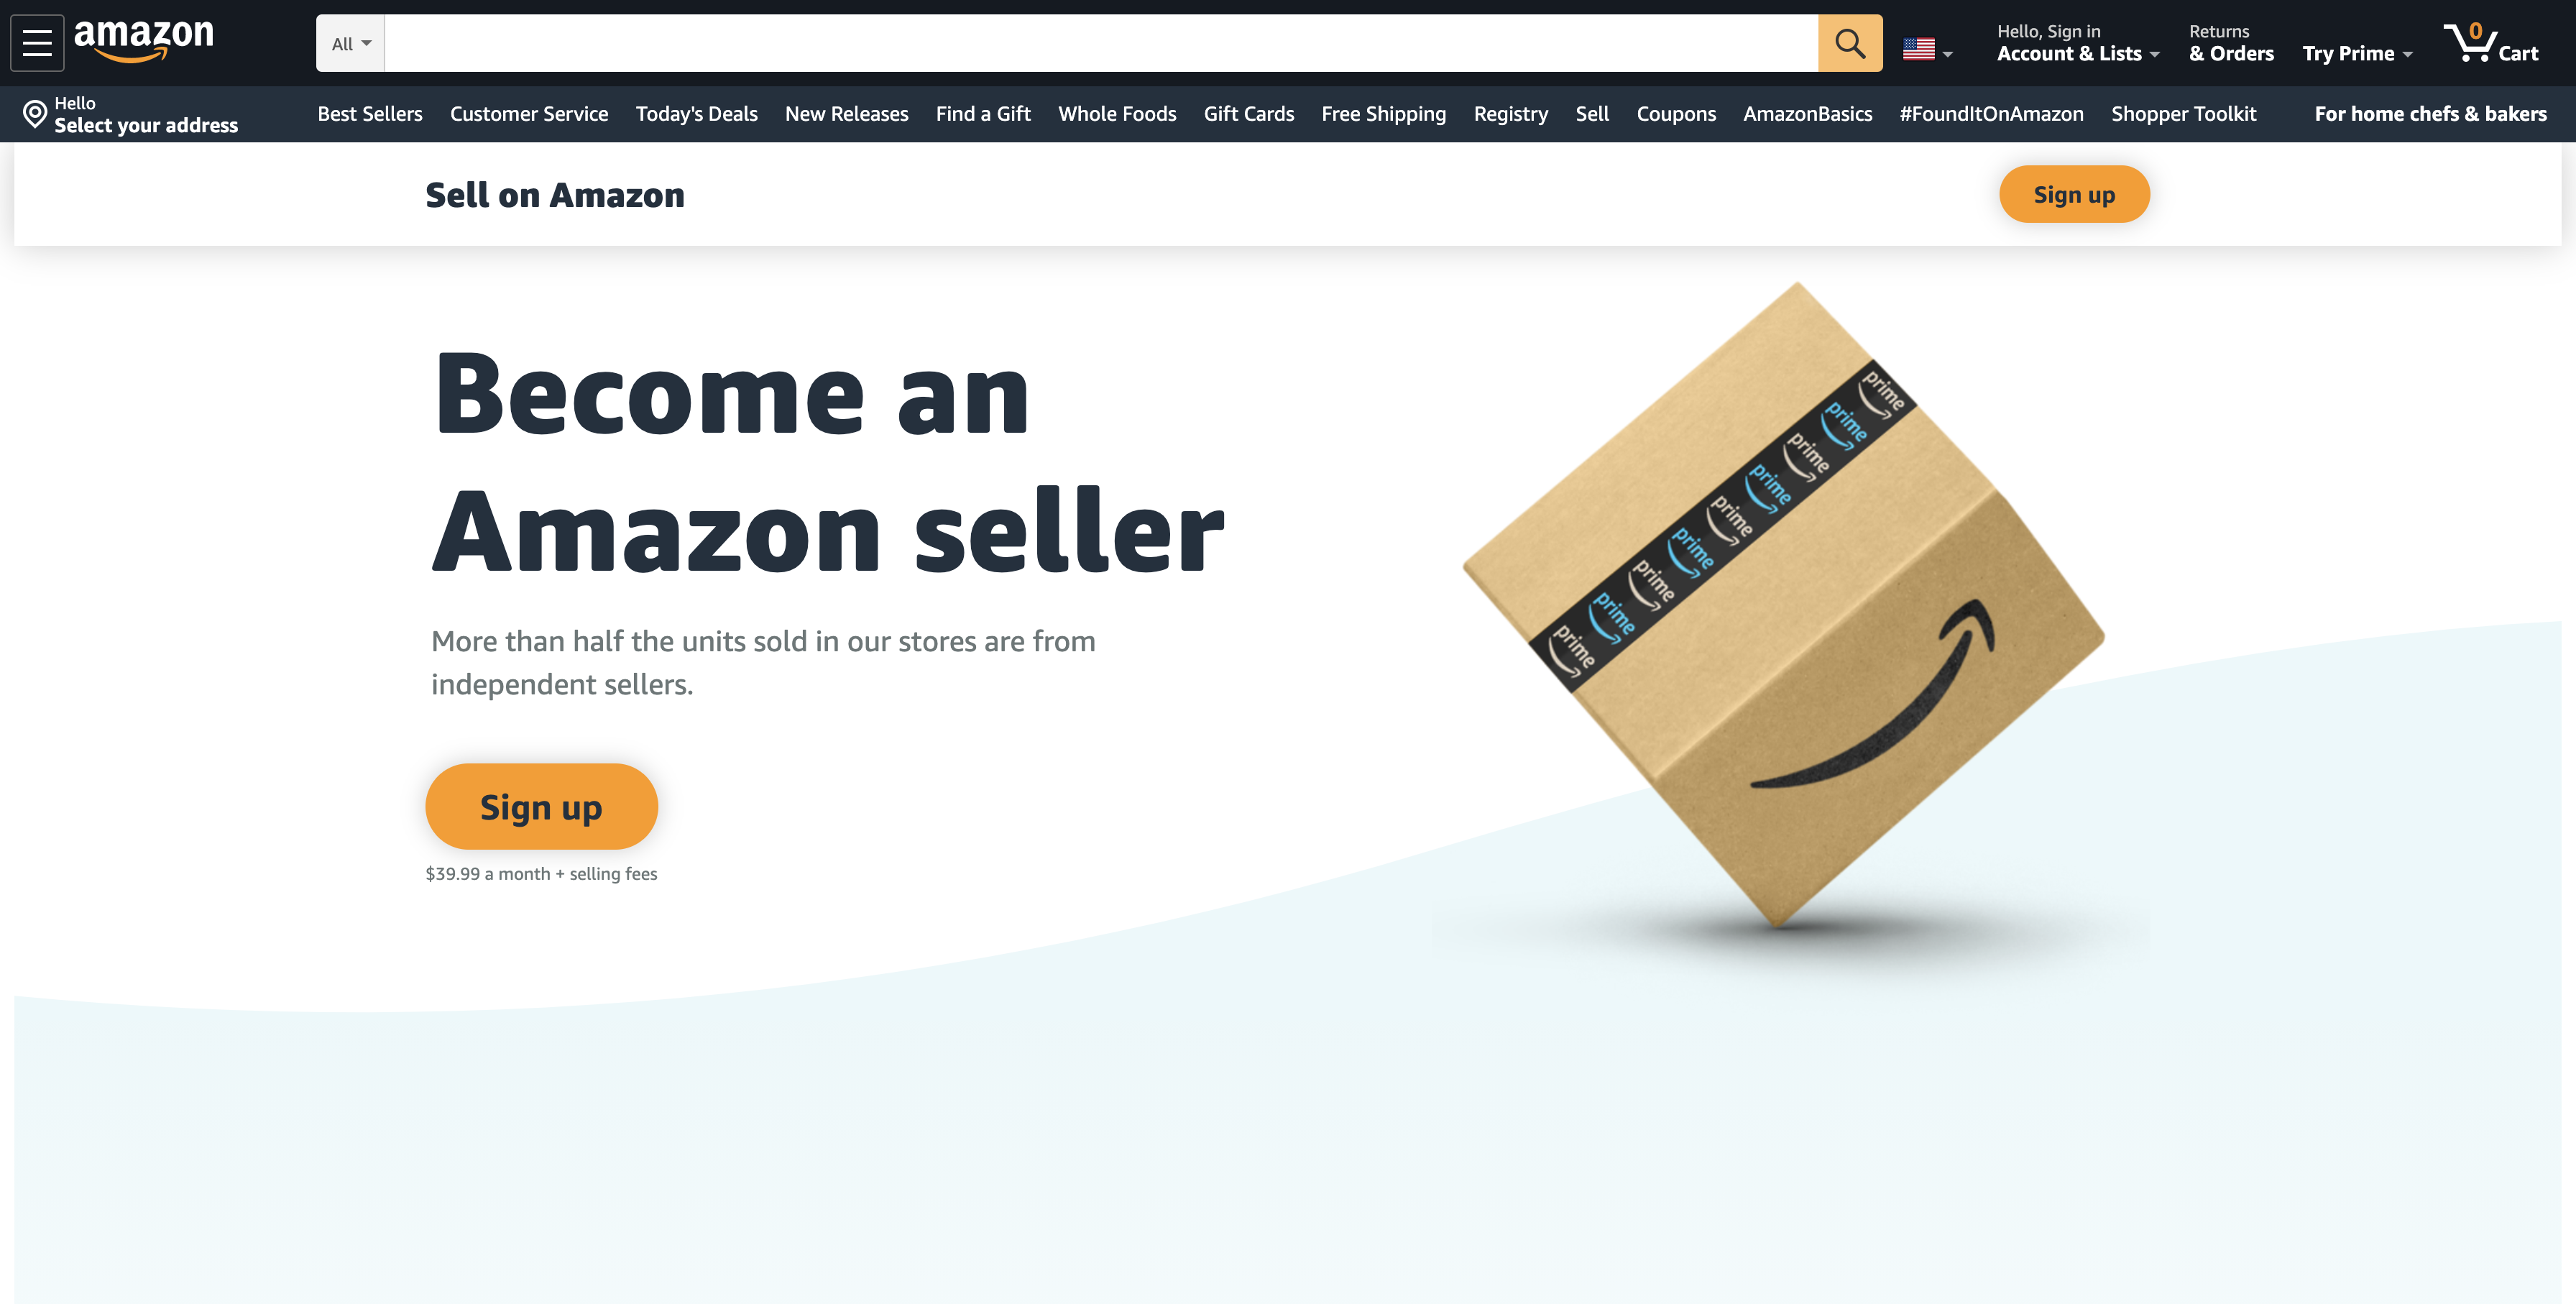 amazon
All
Hello, Sign in
Account & Lists
Returns
& Orders
Try Prime
0
Cart
Hello
Select your address
Best Sellers
Customer Service
Today's Deals
New Releases
Find a Gift
Whole Foods
Gift Cards
Free Shipping
Registry
Sell
Coupons
AmazonBasics
#FoundItOnAmazon
Shopper Toolkit
For home chefs & bakers
Sell on Amazon
Sign up
Become an
Amazon seller
More than half the units sold in our stores are from
independent sellers.
Sign up
$39.99 a month + selling fees
prime
prime
prime
prime
prime
prime
prime
prime
prime